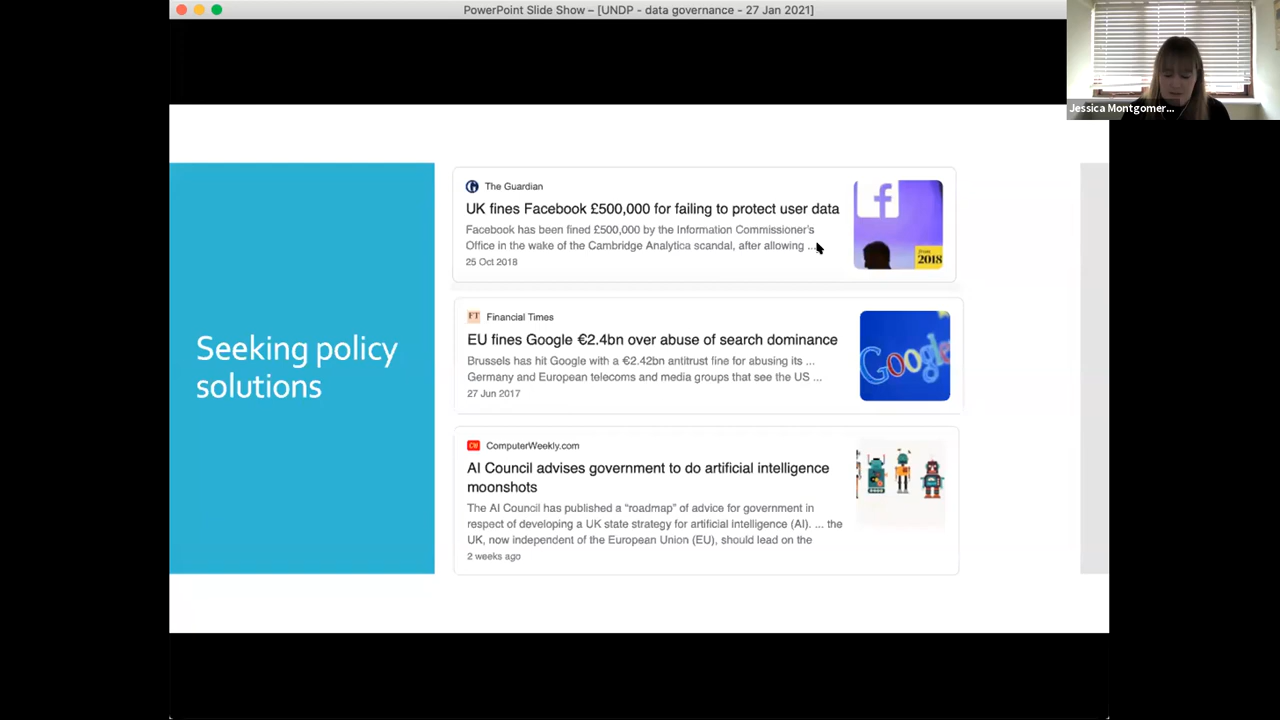 PowerPoint Slide Show – [UNDP - data governance - 27 Jan 2021]
Jessica Montgomer...
Seeking policy
solutions
The Guardian
UK fines Facebook £500,000 for failing to protect user data
Facebook has been fined £500,000 by the Information Commissioner's
Office in the wake of the Cambridge Analytica scandal, after allowing ...
25 Oct 2018
2018
FT Financial Times
EU fines Google €2.4bn over abuse of search dominance
Brussels has hit Google with a €2.42bn antitrust fine for abusing its ...
Germany and European telecoms and media groups that see the US ...
27 Jun 2017
Google
CW ComputerWeekly.com
AI Council advises government to do artificial intelligence
moonshots
The AI Council has published a “roadmap” of advice for government in
respect of developing a UK state strategy for artificial intelligence (AI). ... the
UK, now independent of the European Union (EU), should lead on the
2 weeks ago